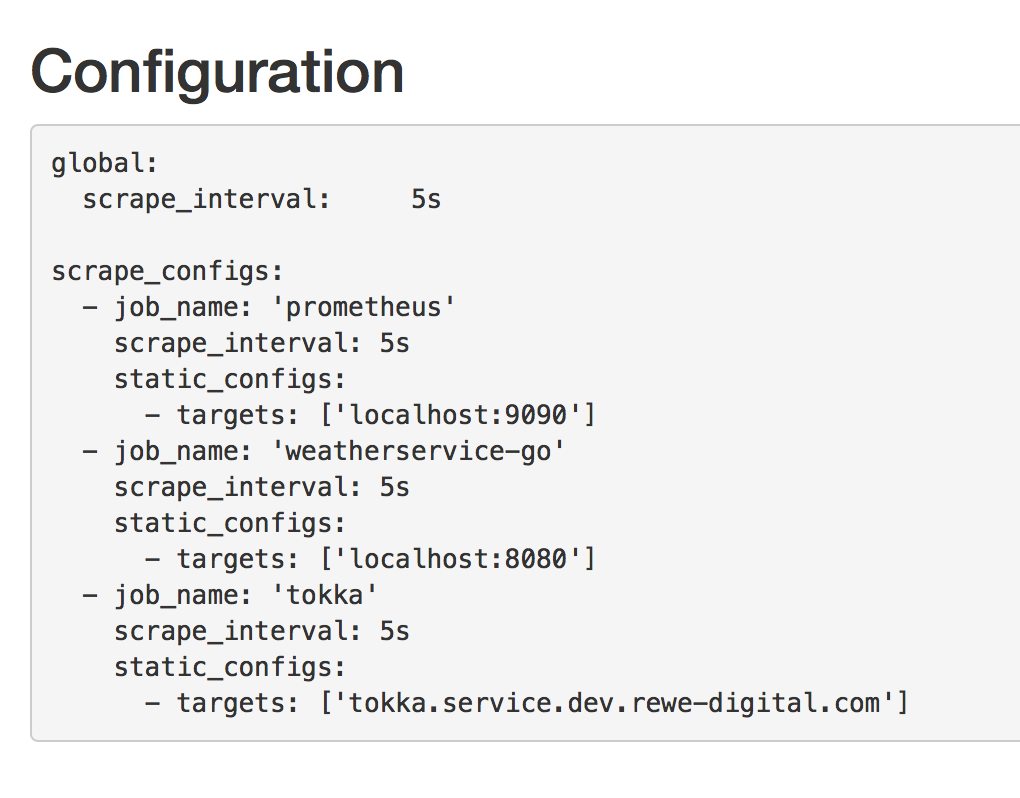 Configuration
global:
  scrape_interval:     5s

scrape_configs:
  - job_name: 'prometheus'
    scrape_interval: 5s
    static_configs:
      - targets: ['localhost:9090']
  - job_name: 'weatherservice-go'
    scrape_interval: 5s
    static_configs:
      - targets: ['localhost:8080']
  - job_name: 'tokka'
    scrape_interval: 5s
    static_configs:
      - targets: ['tokka.service.dev.rewe-digital.com']